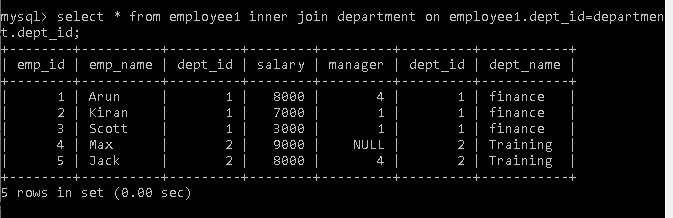 mysql> select * from employee1 inner join department on employee1.dept_id=departmen
t.dept_id;
+--------+----------+---------+--------+---------+---------+-----------+
| emp_id | emp_name | dept_id | salary | manager | dept_id | dept_name |
+--------+----------+---------+--------+---------+---------+-----------+
|      1 | Arun     |       1 |   8000 |       4 |       1 | finance   |
|      2 | Kiran    |       1 |   7000 |       1 |       1 | finance   |
|      3 | Scott    |       1 |   3000 |       1 |       1 | finance   |
|      4 | Max      |       2 |   9000 |    NULL |       2 | Training  |
|      5 | Jack     |       2 |   8000 |       4 |       2 | Training  |
+--------+----------+---------+--------+---------+---------+-----------+
5 rows in set (0.00 sec)